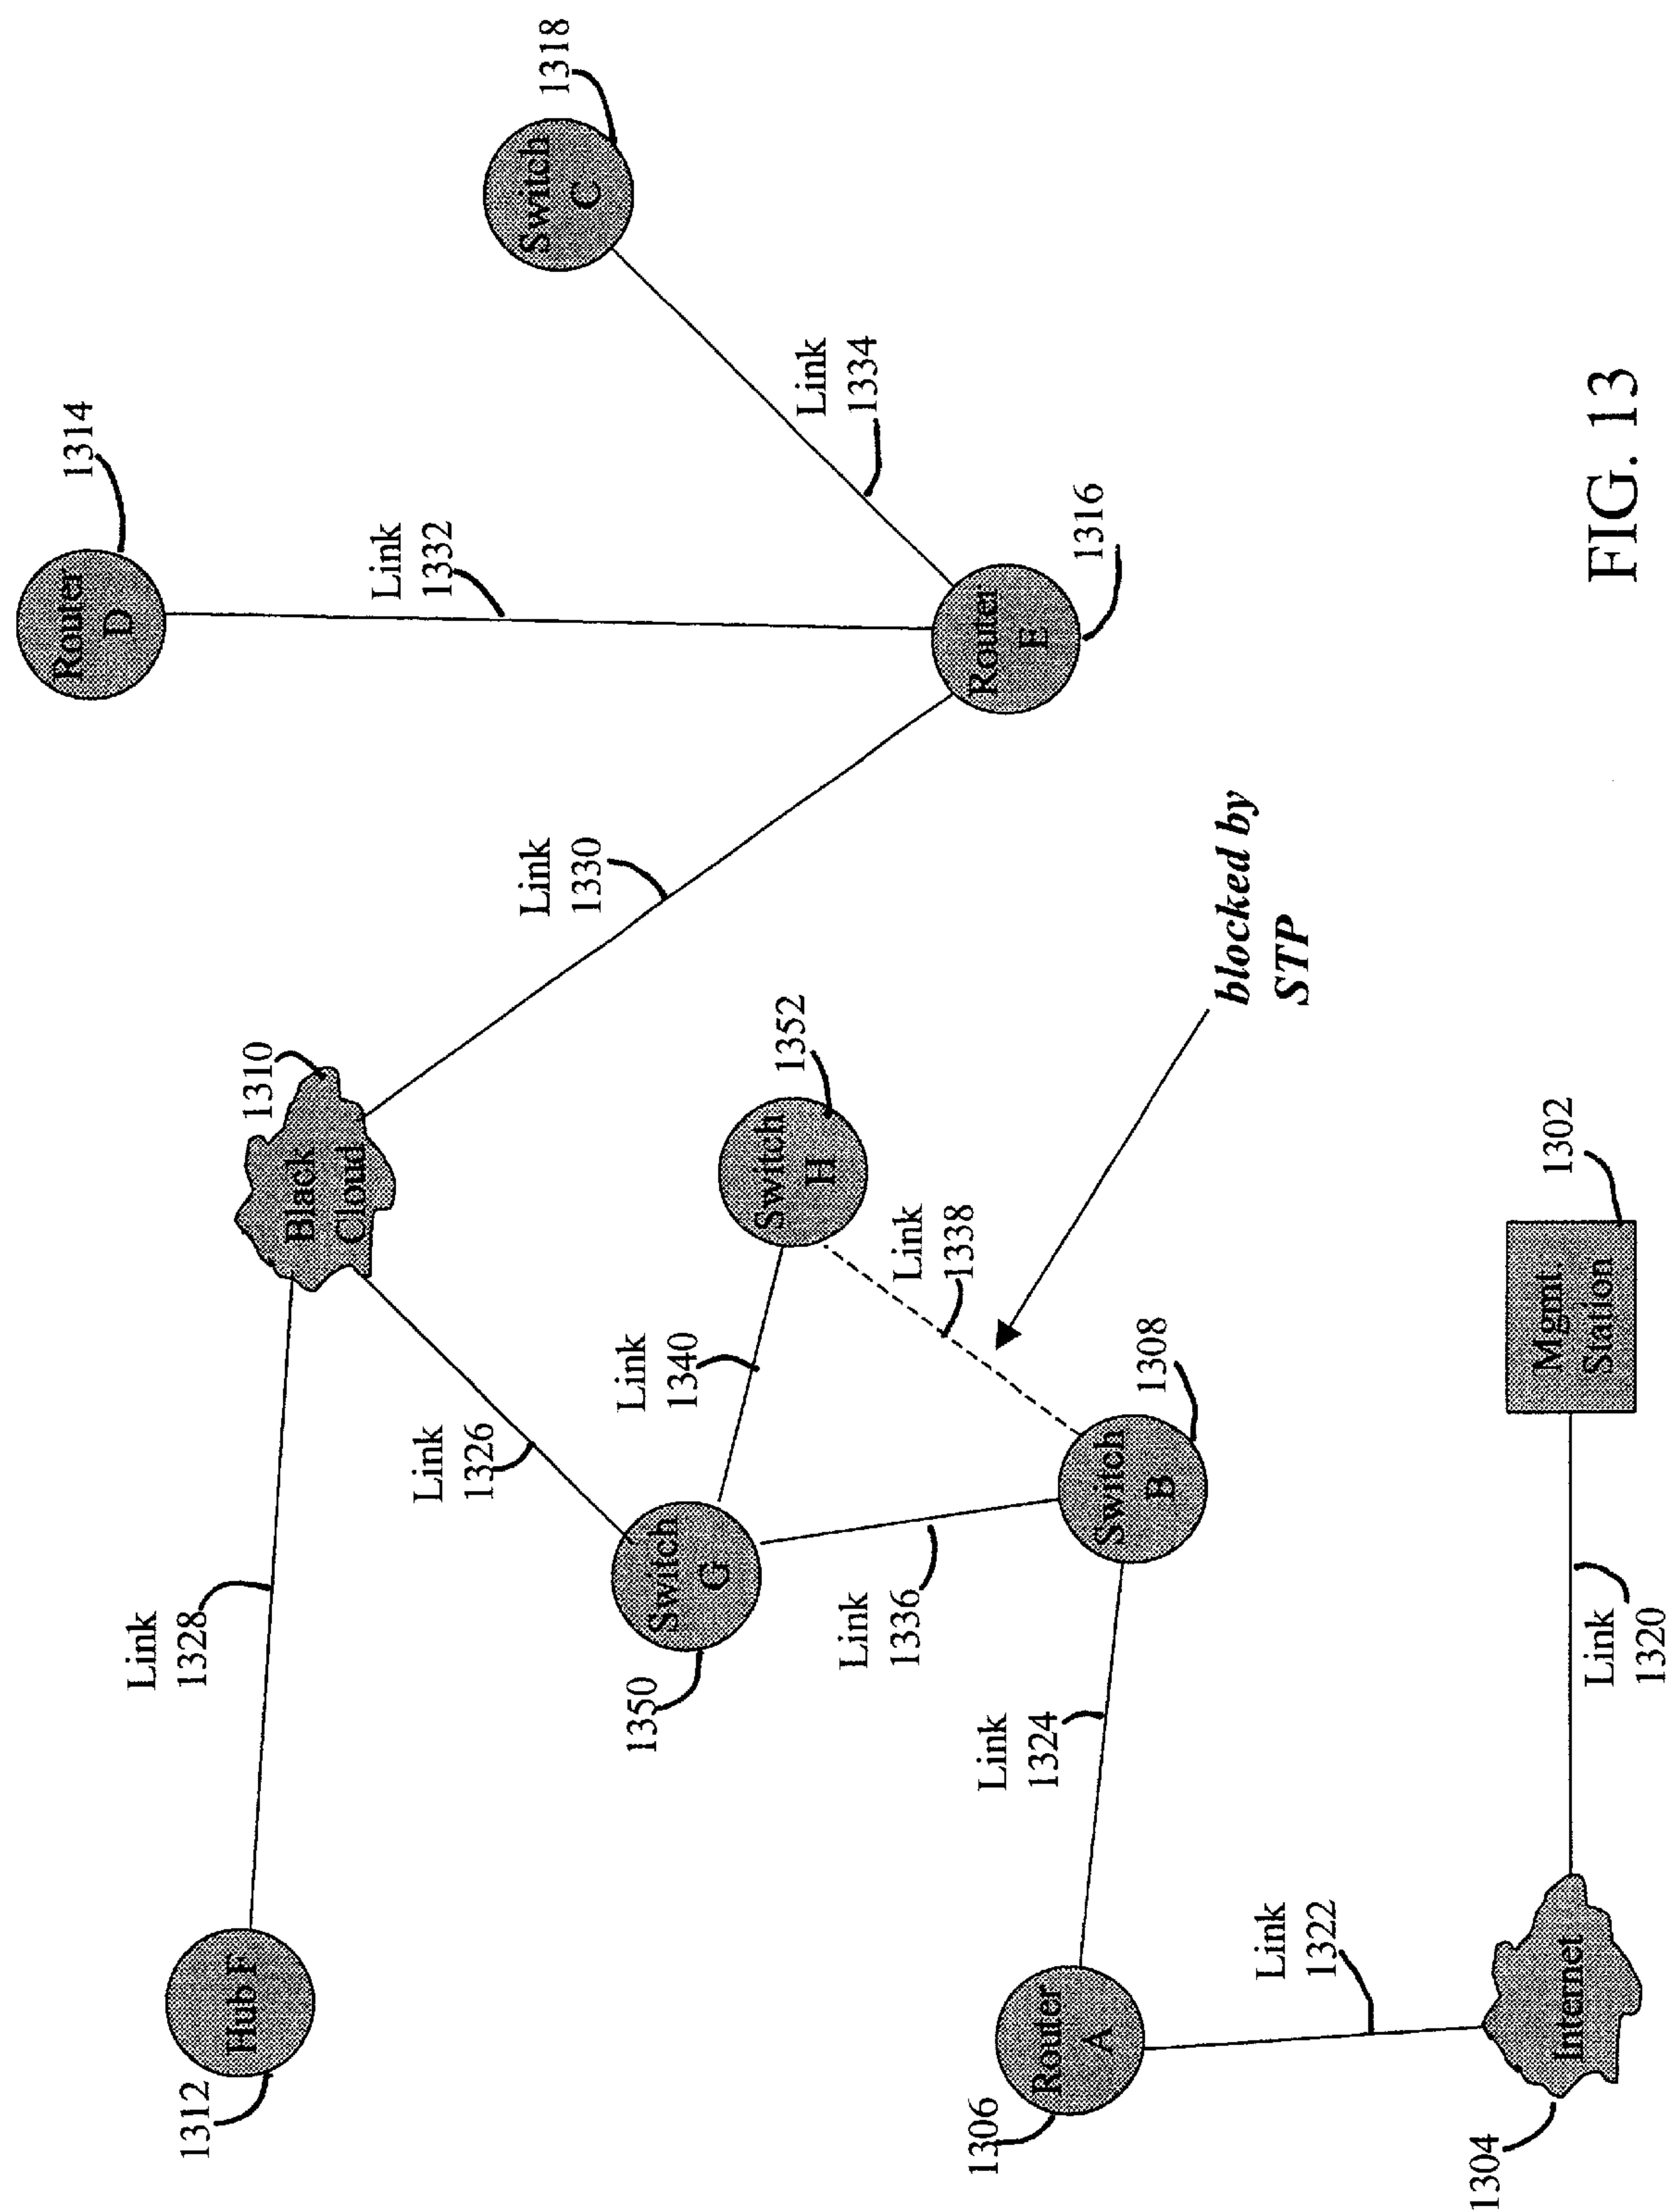 Hub F
1312
Link
1328
Black
Cloud
1310
Router
D
1314
Link
1326
Link
1330
Link
1332
Switch
C
1318
Switch
G
1350
Link
1340
Switch
H
1352
Link
1334
Link
1336
Link
1338
Router
E
1316
Router
A
1306
Link
1324
Switch
B
1308
blocked by
STP
Link
1322
Internet
1304
Link
1320
Mgmt.
Station
1302
FIG. 13